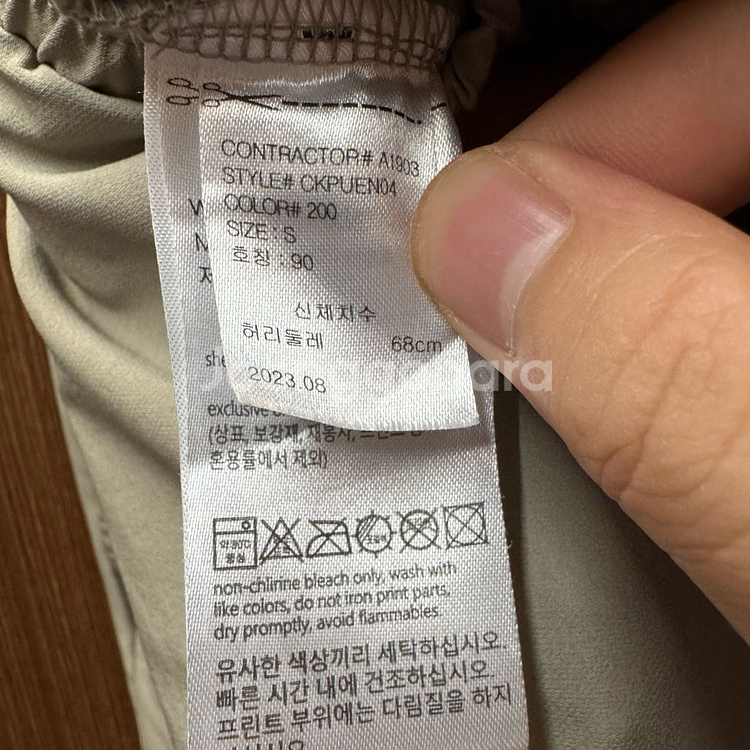 CONTRACTOR# A1903
STYLE# CKPUEN04
COLOR# 200
SIZE : S
호칭 : 90
신체치수
허리둘레 68cm
2023.08
she
exclusive
(상표, 보강재, 재봉사,
혼용률에서 제외)
non-chlirine bleach only, wash with
like colors, do not iron print parts,
dry promptly, avoid flammables.
유사한 색상끼리 세탁하십시오.
빠른 시간 내에 건조하십시오.
프린트 부위에는 다림질을 하지